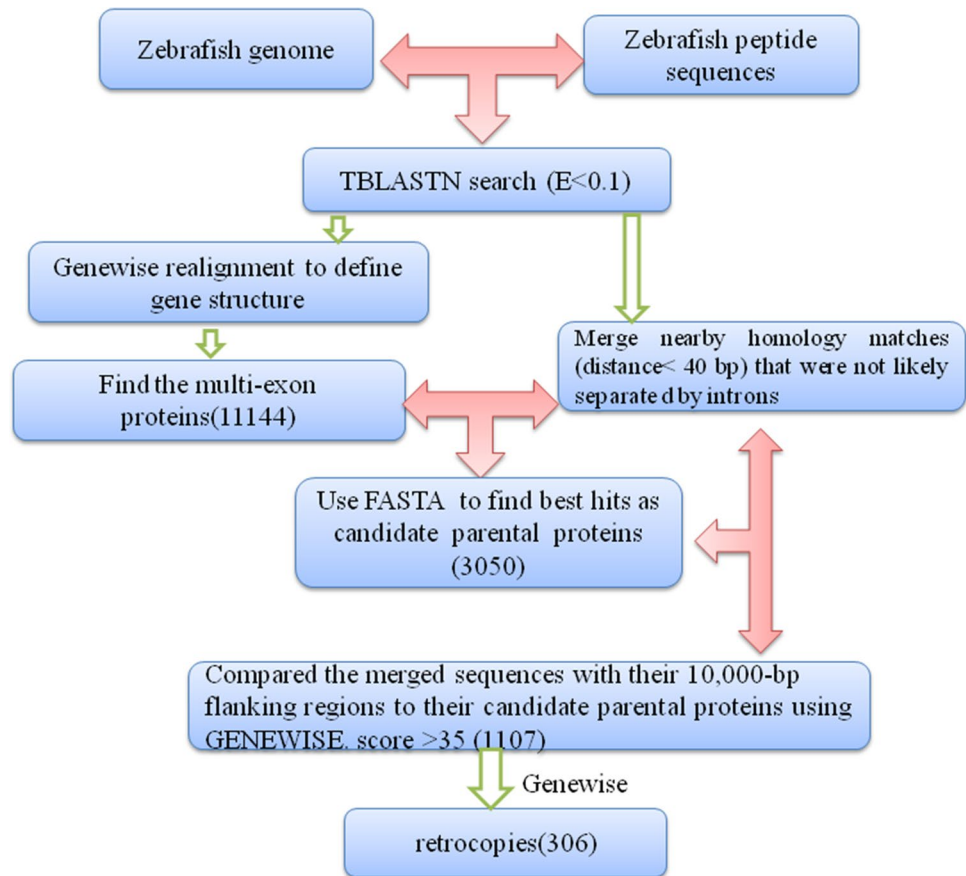 Zebrafish genome
Zebrafish peptide
sequences
TBLASTN search (E<0.1)
Genewise realignment to define
gene structure
Merge nearby homology matches
(distance< 40 bp) that were not likely
separated by introns
Find the multi-exon
proteins(11144)
Use FASTA to find best hits as
candidate parental proteins
(3050)
Compared the merged sequences with their 10,000-bp
flanking regions to their candidate parental proteins using
GENEWISE. score >35 (1107)
Genewise
retrocopies(306)